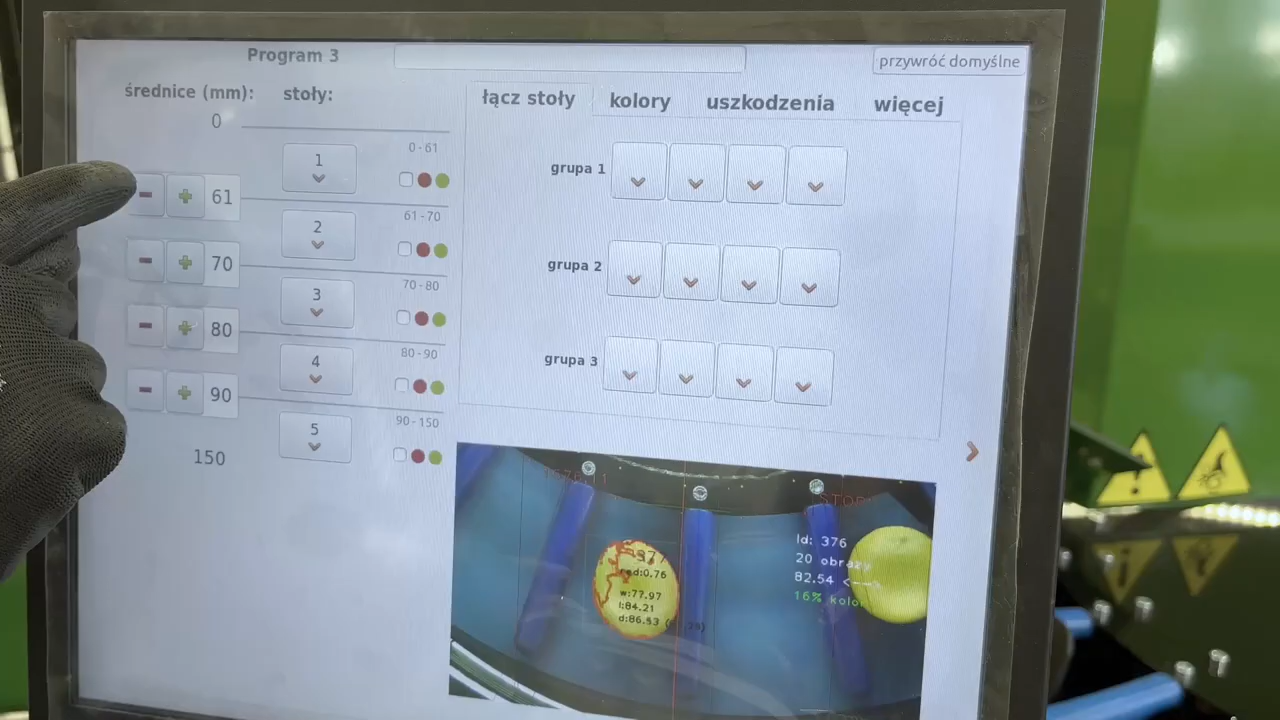 Program 3
przywróć domyślne
średnice (mm):
stoły:
łącz stoły
kolory
uszkodzenia
więcej
0
61
70
80
90
150
1
2
3
4
5
0-61
61-70
70-80
80-90
90-150
grupa 1
grupa 2
grupa 3
STOP
377
w:77.97
l:84.21
d:86.53
Id: 376
20 obrazy
82.54 <---
16% kolor